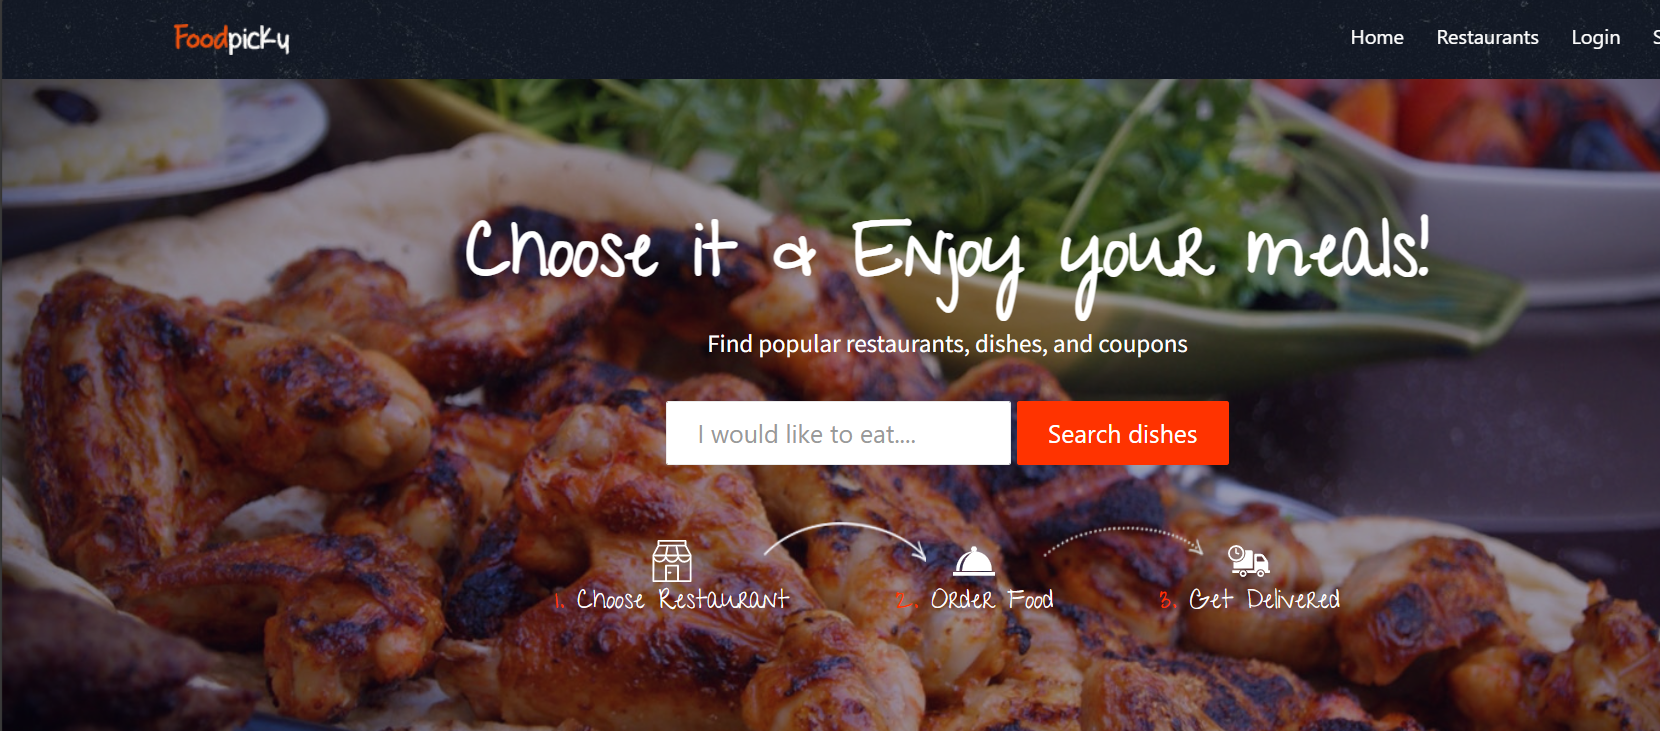 Foodpicky
Home Restaurants Login
Choose it & Enjoy your meals!
Find popular restaurants, dishes, and coupons
I would like to eat....
Search dishes
1. Choose Restaurant
2. Order Food
3. Get Delivered